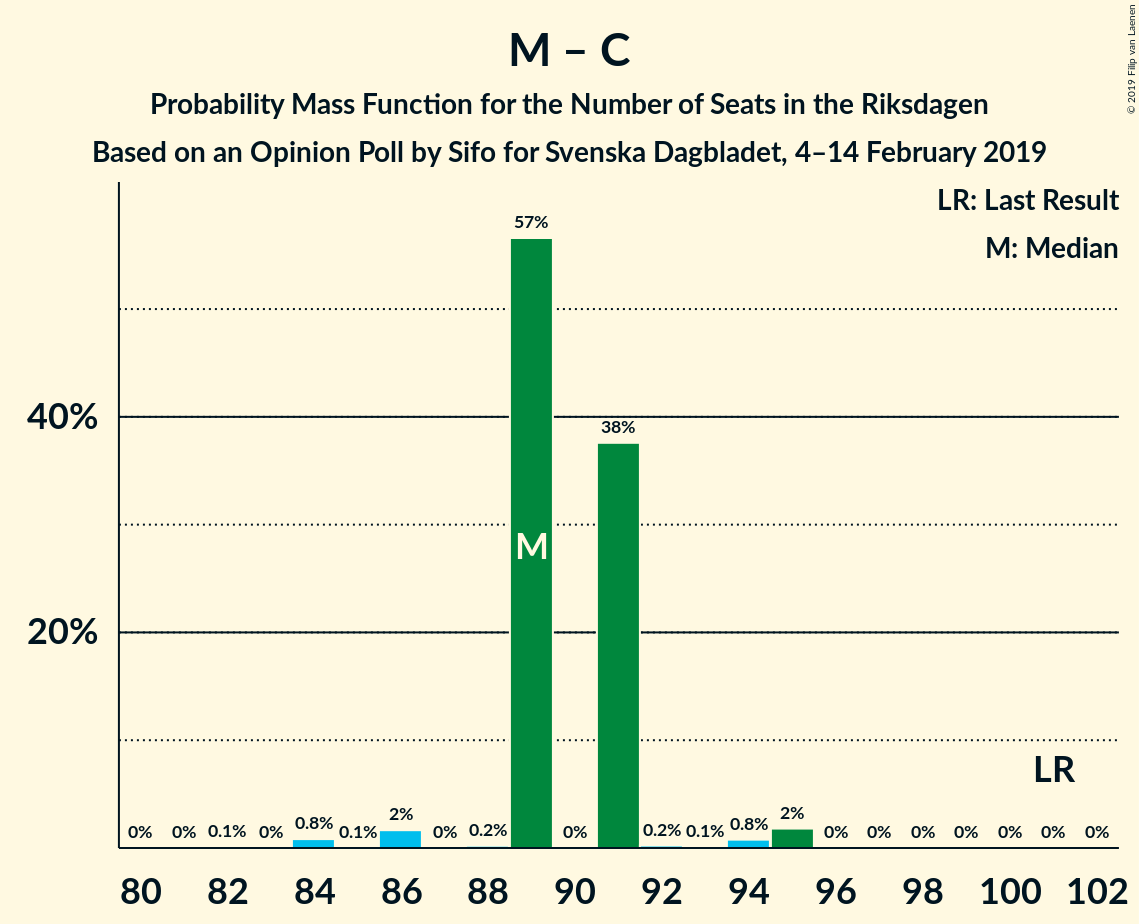 M – C
Probability Mass Function for the Number of Seats in the Riksdagen
Based on an Opinion Poll by Sifo for Svenska Dagbladet, 4–14 February 2019
© 2019 Filip van Laenen
LR: Last Result
M: Median
40%
20%
0% 0% 0.1% 0% 0.8% 0.1% 2% 0% 0.2% 57% 0% 38% 0.2% 0.1% 0.8% 2% 0% 0% 0% 0% 0% 0% 0%
M
LR
80 82 84 86 88 90 92 94 96 98 100 102